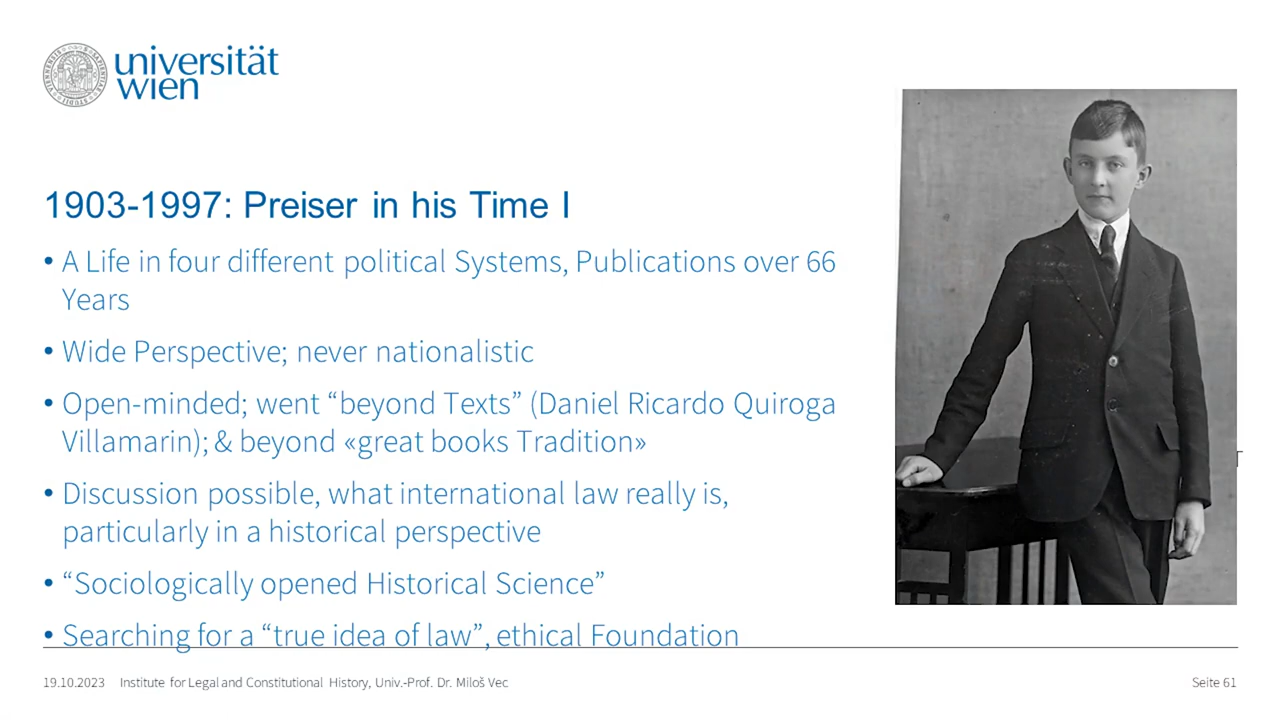 universität
wien
1903-1997: Preiser in his Time I
• A Life in four different political Systems, Publications over 66
Years
• Wide Perspective; never nationalistic
• Open-minded; went “beyond Texts” (Daniel Ricardo Quiroga
Villamarin); & beyond «great books Tradition»
• Discussion possible, what international law really is,
particularly in a historical perspective
• “Sociologically opened Historical Science”
• Searching for a “true idea of law”, ethical Foundation
19.10.2023 Institute for Legal and Constitutional History, Univ.-Prof. Dr. Miloš Vec
Seite 61